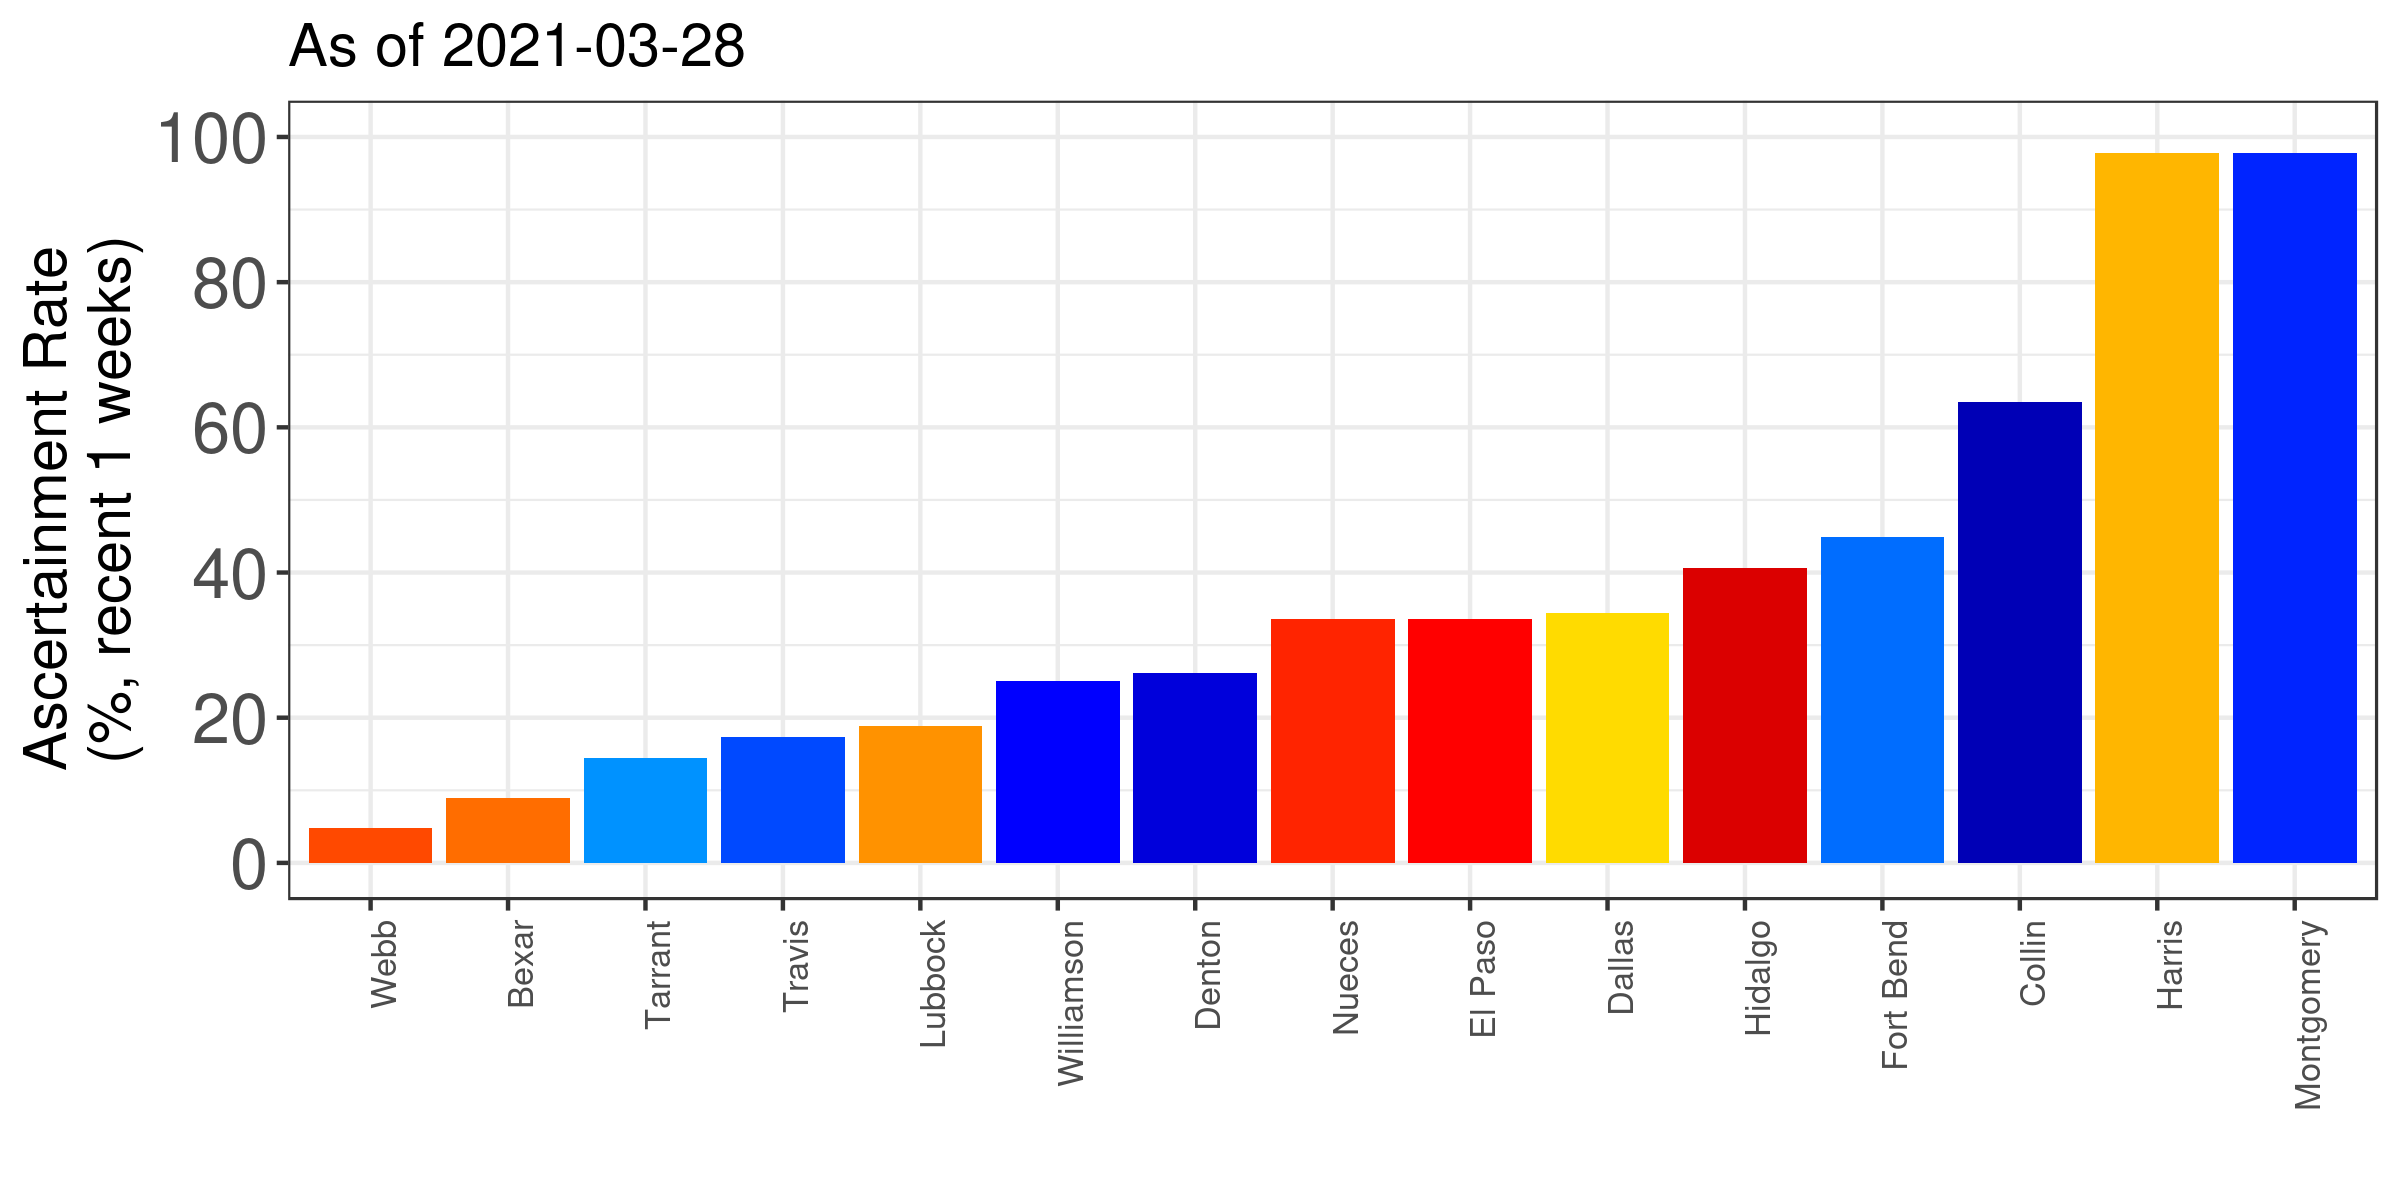 As of 2021-03-28
Ascertainment Rate
(%, recent 1 weeks)
100
80
60
40
20
0
Webb
Bexar
Tarrant
Travis
Lubbock
Williamson
Denton
Nueces
El Paso
Dallas
Hidalgo
Fort Bend
Collin
Harris
Montgomery